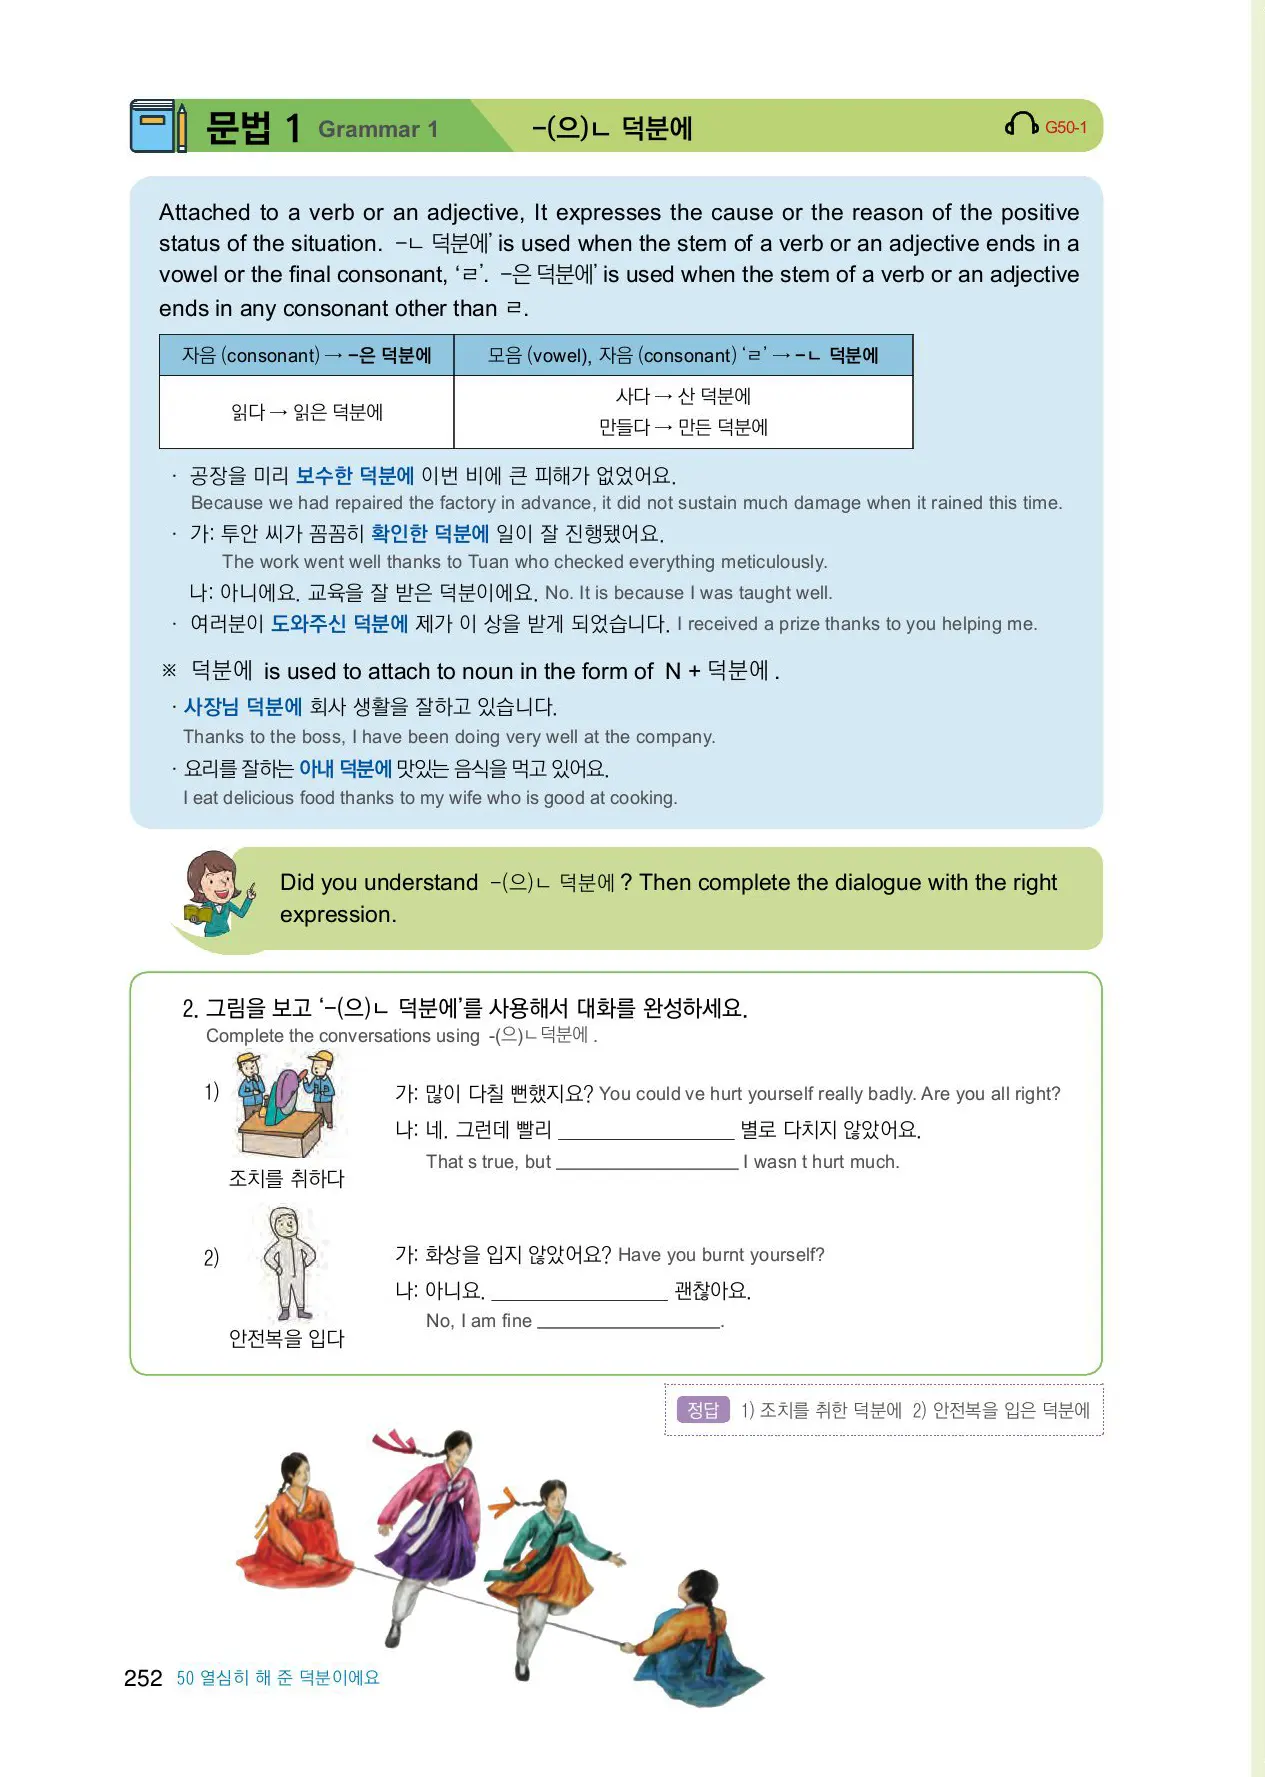 문법 1 Grammar 1 -(으)ㄴ 덕분에 G50-1
Attached to a verb or an adjective, It expresses the cause or the reason of the positive
status of the situation. -ㄴ 덕분에’ is used when the stem of a verb or an adjective ends in a
vowel or the final consonant, ‘ㄹ’. -은 덕분에’ is used when the stem of a verb or an adjective
ends in any consonant other than ㄹ.
자음 (consonant) → -은 덕분에 모음 (vowel), 자음 (consonant) ‘ㄹ’ → -ㄴ 덕분에
읽다 → 읽은 덕분에
사다 → 산 덕분에
만들다 → 만든 덕분에
· 공장을 미리 보수한 덕분에 이번 비에 큰 피해가 없었어요.
Because we had repaired the factory in advance, it did not sustain much damage when it rained this time.
· 가: 투안 씨가 꼼꼼히 확인한 덕분에 일이 잘 진행됐어요.
The work went well thanks to Tuan who checked everything meticulously.
나: 아니에요. 교육을 잘 받은 덕분이에요. No. It is because I was taught well.
· 여러분이 도와주신 덕분에 제가 이 상을 받게 되었습니다. I received a prize thanks to you helping me.
※ 덕분에 is used to attach to noun in the form of N + 덕분에 .
· 사장님 덕분에 회사 생활을 잘하고 있습니다.
Thanks to the boss, I have been doing very well at the company.
· 요리를 잘하는 아내 덕분에 맛있는 음식을 먹고 있어요.
I eat delicious food thanks to my wife who is good at cooking.
Did you understand -(으)ㄴ 덕분에 ? Then complete the dialogue with the right
expression.
2. 그림을 보고 ‘-(으)ㄴ 덕분에’를 사용해서 대화를 완성하세요.
Complete the conversations using -(으)ㄴ덕분에 .
1)
가: 많이 다칠 뻔했지요? You could ve hurt yourself really badly. Are you all right?
나: 네. 그런데 빨리 ________________ 별로 다치지 않았어요.
That s true, but ________________ I wasn t hurt much.
조치를 취하다
2)
가: 화상을 입지 않았어요? Have you burnt yourself?
나: 아니요. ________________ 괜찮아요.
No, I am fine ________________.
안전복을 입다
정답 1) 조치를 취한 덕분에 2) 안전복을 입은 덕분에
252 50 열심히 해 준 덕분이에요